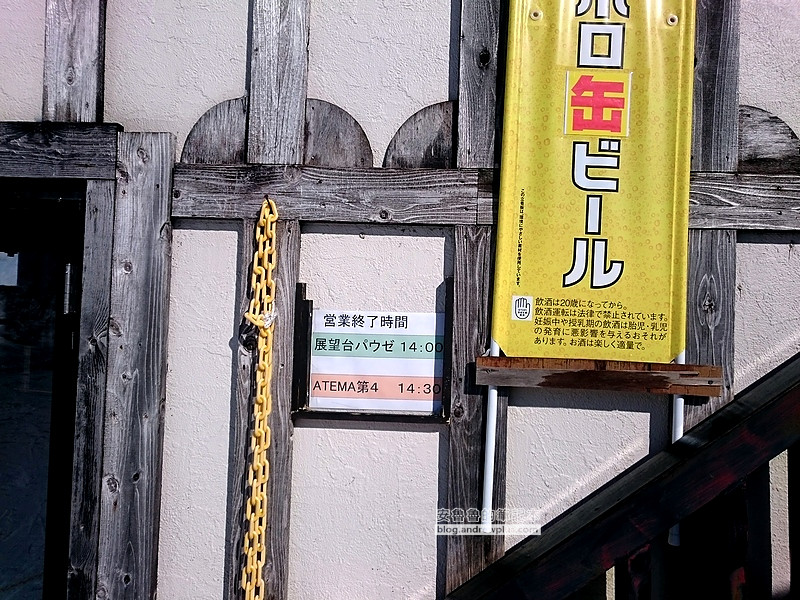 ポロ缶ビール
飲酒は20歳になってから。
飲酒運転は法律で禁止されています。
妊娠中や授乳期の飲酒は胎児・乳児
の発育に悪影響を与えるおそれが
あります。お酒は楽しく適量で。
営業終了時間
展望台パウゼ 14:00
ATEMA第4 14:30
blog.andrewplus.com